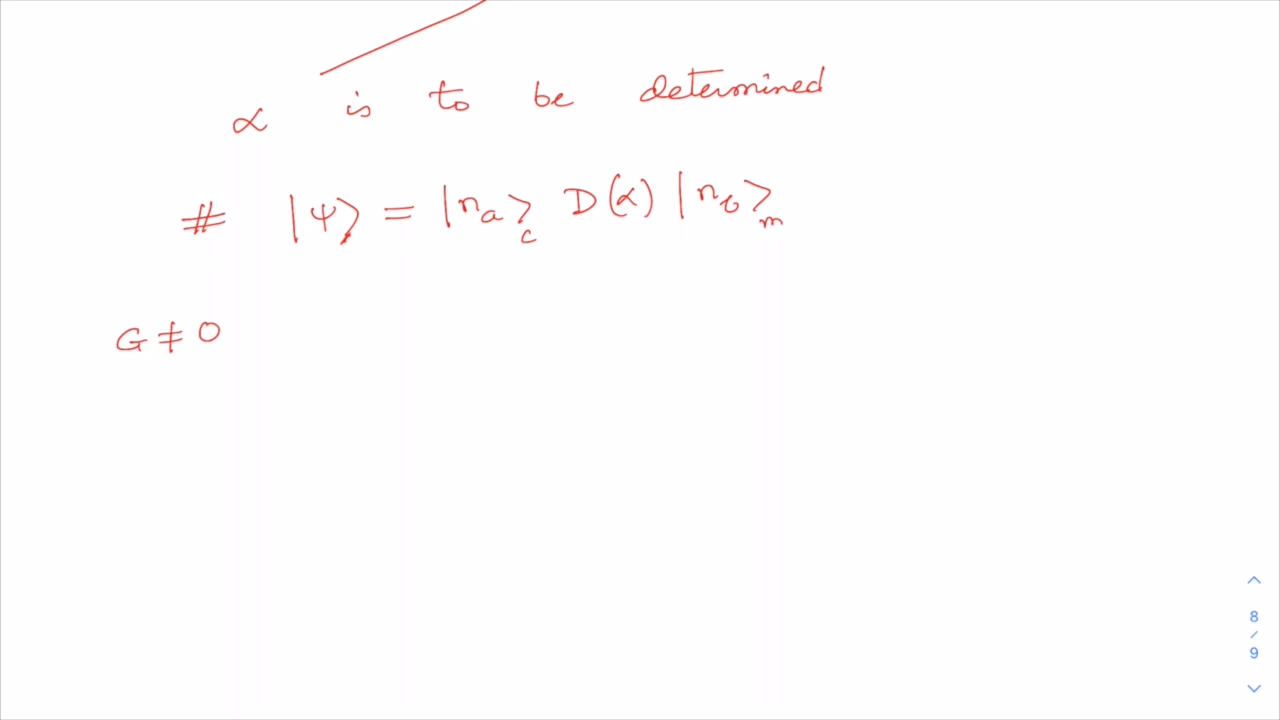 α is to be determined
# |Ψ⟩ = |n_a⟩_c D(α) |n_b⟩_m
G ≠ 0
8
/
9